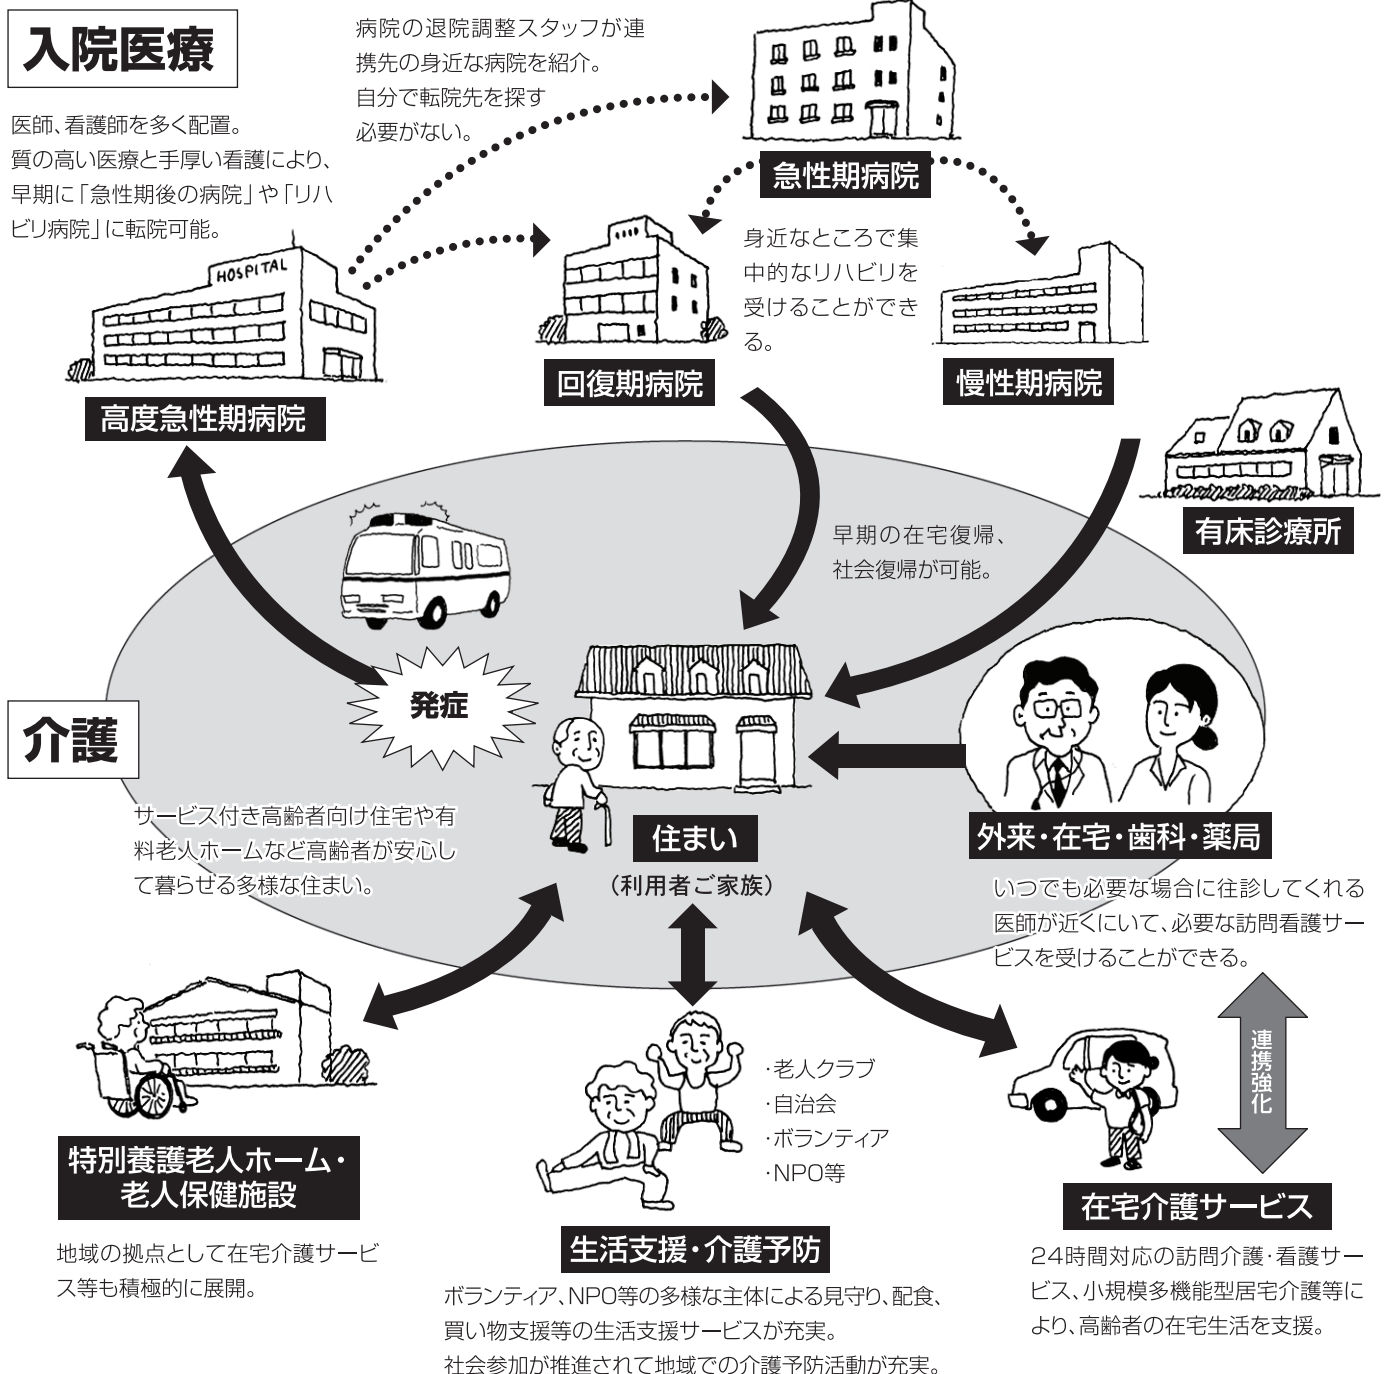 入院医療
医師、看護師を多く配置。
質の高い医療と手厚い看護により、
早期に「急性期後の病院」や「リハ
ビリ病院」に転院可能。
病院の退院調整スタッフが連
携先の身近な病院を紹介。
自分で転院先を探す
必要がない。
急性期病院
HOSPITAL
高度急性期病院
回復期病院
身近なところで集
中的なリハビリを
受けることができ
る。
慢性期病院
有床診療所
早期の在宅復帰、
社会復帰が可能。
発症
介護
サービス付き高齢者向け住宅や有
料老人ホームなど高齢者が安心し
て暮らせる多様な住まい。
住まい
(利用者ご家族)
外来・在宅・歯科・薬局
いつでも必要な場合に往診してくれる
医師が近くにいて、必要な訪問看護サー
ビスを受けることができる。
連携強化
特別養護老人ホーム・
老人保健施設
地域の拠点として在宅介護サービ
ス等も積極的に展開。
・老人クラブ
・自治会
・ボランティア
・NPO等
生活支援・介護予防
ボランティア、NPO等の多様な主体による見守り、配食、
買い物支援等の生活支援サービスが充実。
社会参加が推進されて地域での介護予防活動が充実。
在宅介護サービス
24時間対応の訪問介護・看護サー
ビス、小規模多機能型居宅介護等に
より、高齢者の在宅生活を支援。